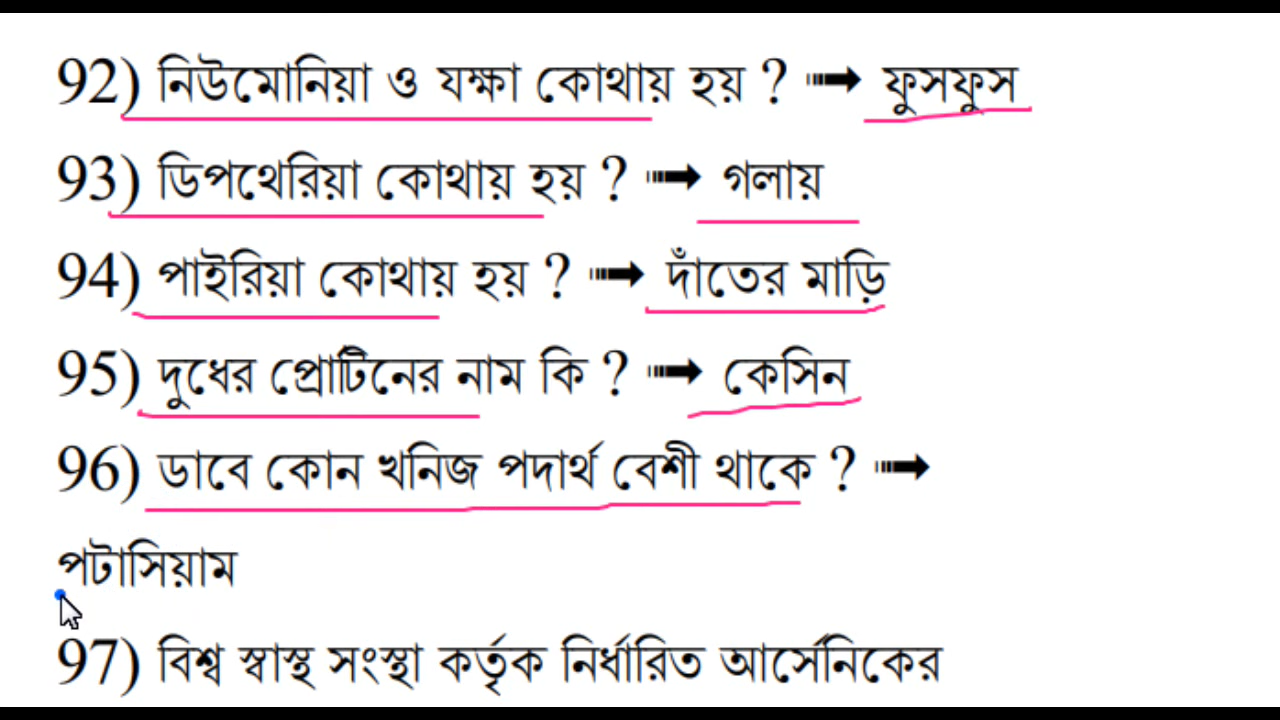 92) নিউমোনিয়া ও যক্ষা কোথায় হয় ? ➟ ফুসফুস
93) ডিপথেরিয়া কোথায় হয় ? ➟ গলায়
94) পাইরিয়া কোথায় হয় ? ➟ দাঁতের মাড়ি
95) দুধের প্রোটিনের নাম কি ? ➟ কেসিন
96) ডাবে কোন খনিজ পদার্থ বেশী থাকে ? ➟
পটাসিয়াম
97) বিশ্ব স্বাস্থ সংস্থা কর্তৃক নির্ধারিত আর্সেনিকের